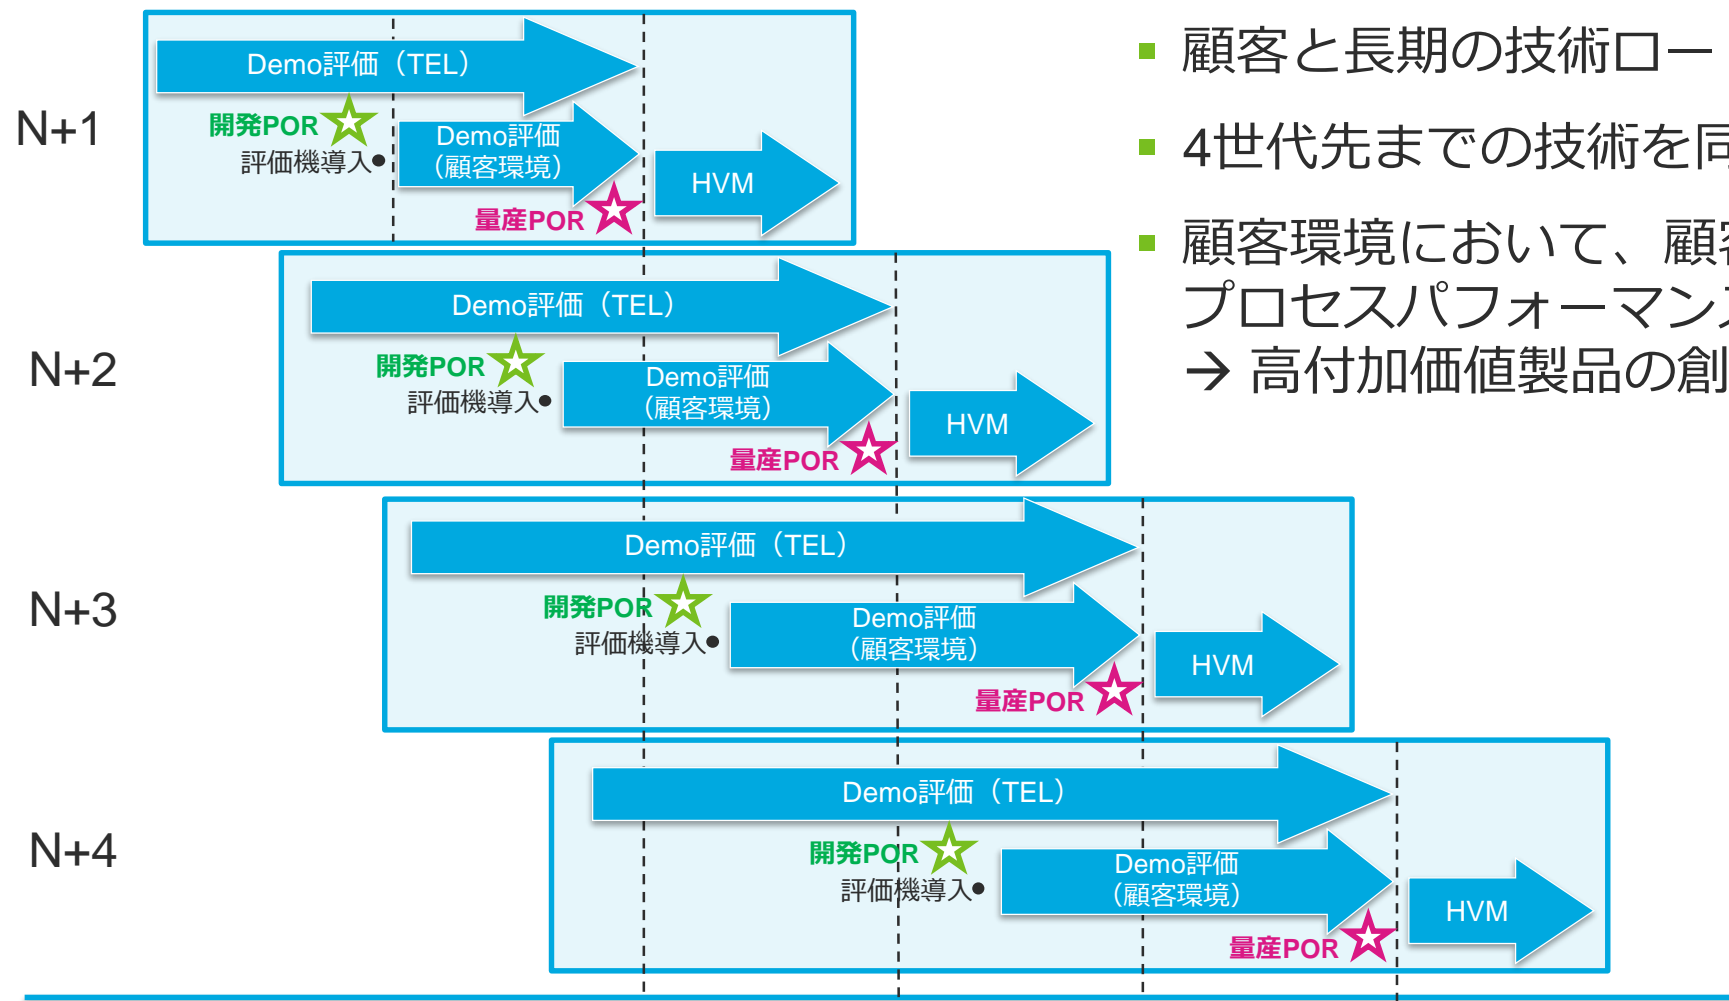 N+1
Demo評価（TEL）
開発POR
評価機導入
Demo評価
（顧客環境）
量産POR
HVM
N+2
Demo評価（TEL）
開発POR
評価機導入
Demo評価
（顧客環境）
量産POR
HVM
N+3
Demo評価（TEL）
開発POR
評価機導入
Demo評価
（顧客環境）
量産POR
HVM
N+4
Demo評価（TEL）
開発POR
評価機導入
Demo評価
（顧客環境）
量産POR
HVM
▪ 顧客と長期の技術ロー
▪ 4世代先までの技術を同
▪ 顧客環境において、顧客
プロセスパフォーマンス
→ 高付加価値製品の創